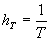 h_T = 1/T